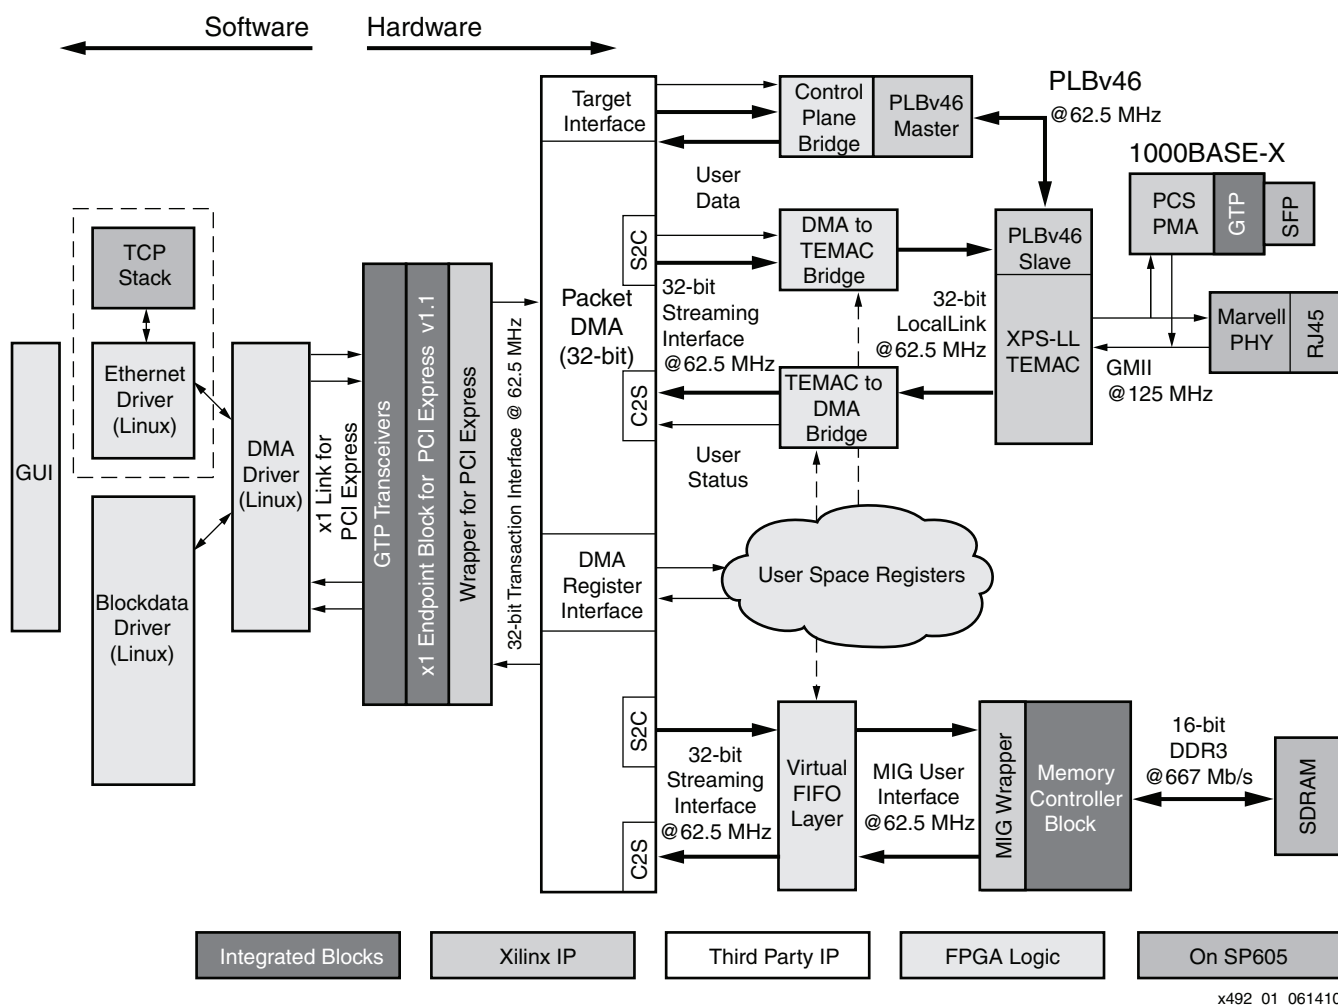 Software
Hardware
Target
Interface
Control
Plane
Bridge
PLBv46
Master
PLBv46
@62.5 MHz
1000BASE-X
PCS
PMA
GTP
SFP
User
Data
TCP
Stack
S2C
DMA to
TEMAC
Bridge
PLBv46
Slave
Packet
DMA
(32-bit)
32-bit
Streaming
Interface
@62.5 MHz
32-bit
LocalLink
@62.5 MHz
XPS-LL
TEMAC
Marvell
PHY
RJ45
GMII
@125 MHz
GUI
Ethernet
Driver
(Linux)
DMA
Driver
(Linux)
x1 Link for
PCI Express
GTP Transceivers
x1 Endpoint Block for PCI Express v1.1
Wrapper for PCI Express
32-bit Transaction Interface @ 62.5 MHz
C2S
TEMAC to
DMA
Bridge
User
Status
DMA
Register
Interface
User Space Registers
Blockdata
Driver
(Linux)
S2C
32-bit
Streaming
Interface
@62.5 MHz
C2S
Virtual
FIFO
Layer
MIG User
Interface
@62.5 MHz
MIG Wrapper
Memory
Controller
Block
16-bit
DDR3
@667 Mb/s
SDRAM
Integrated Blocks
Xilinx IP
Third Party IP
FPGA Logic
On SP605
x492_01_061410